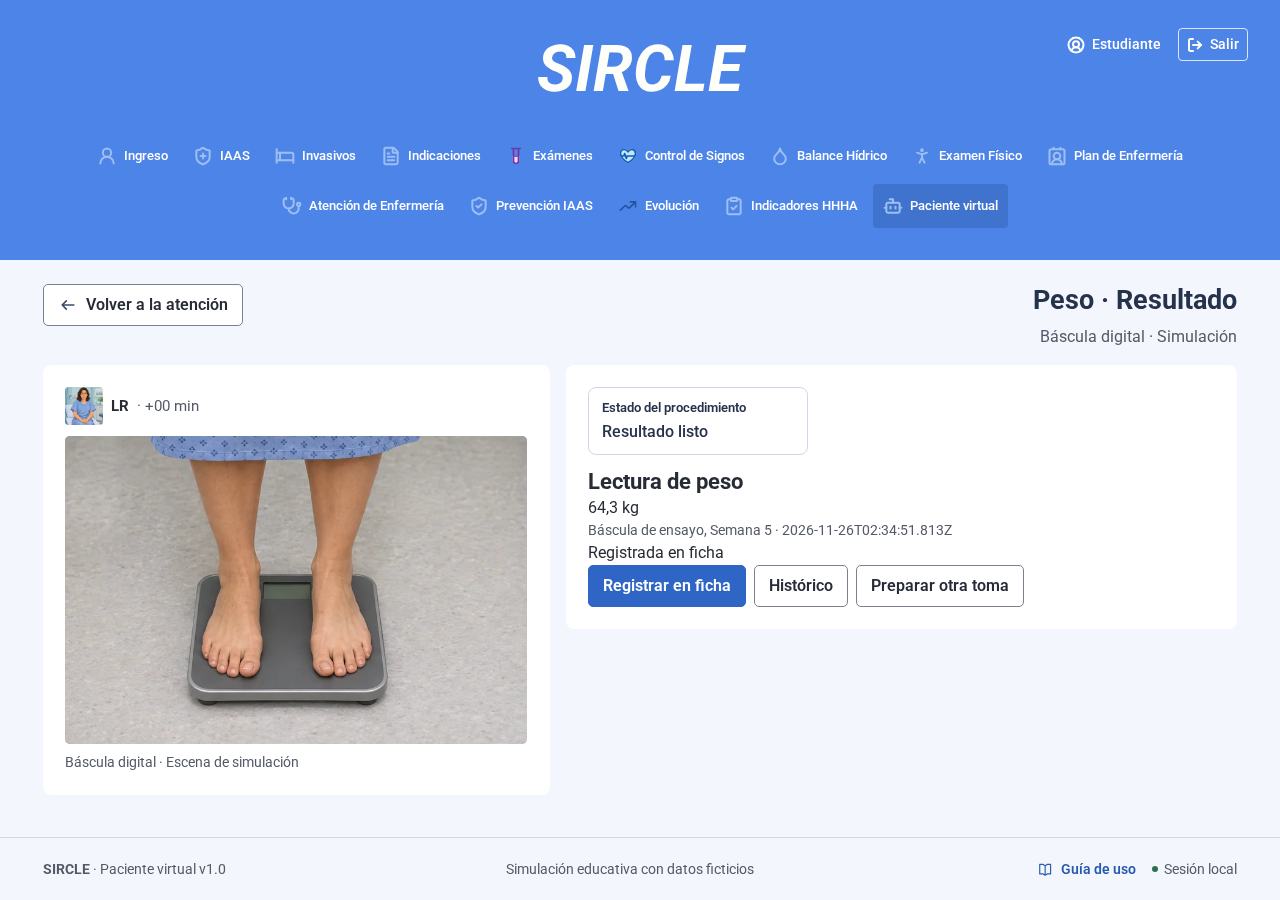 SIRCLE
Estudiante
Salir
Ingreso
IAAS
Invasivos
Indicaciones
Exámenes
Control de Signos
Balance Hídrico
Examen Físico
Plan de Enfermería
Atención de Enfermería
Prevención IAAS
Evolución
Indicadores HHHA
Paciente virtual
Volver a la atención
Peso · Resultado
Báscula digital · Simulación
LR · +00 min
Báscula digital · Escena de simulación
Estado del procedimiento
Resultado listo
Lectura de peso
64,3 kg
Báscula de ensayo, Semana 5 · 2026-11-26T02:34:51.813Z
Registrada en ficha
Registrar en ficha
Histórico
Preparar otra toma
SIRCLE · Paciente virtual v1.0
Simulación educativa con datos ficticios
Guía de uso
Sesión local